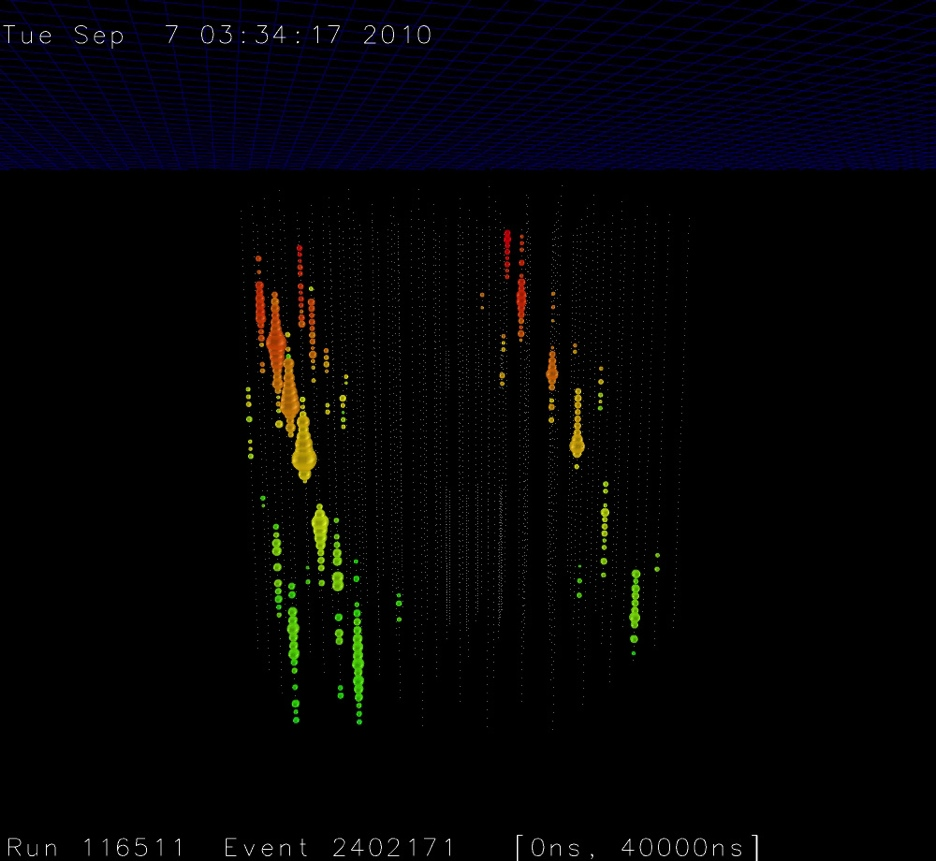 Tue Sep 7 03:34:17 2010
Run 116511 Event 2402171 [0ns, 40000ns]